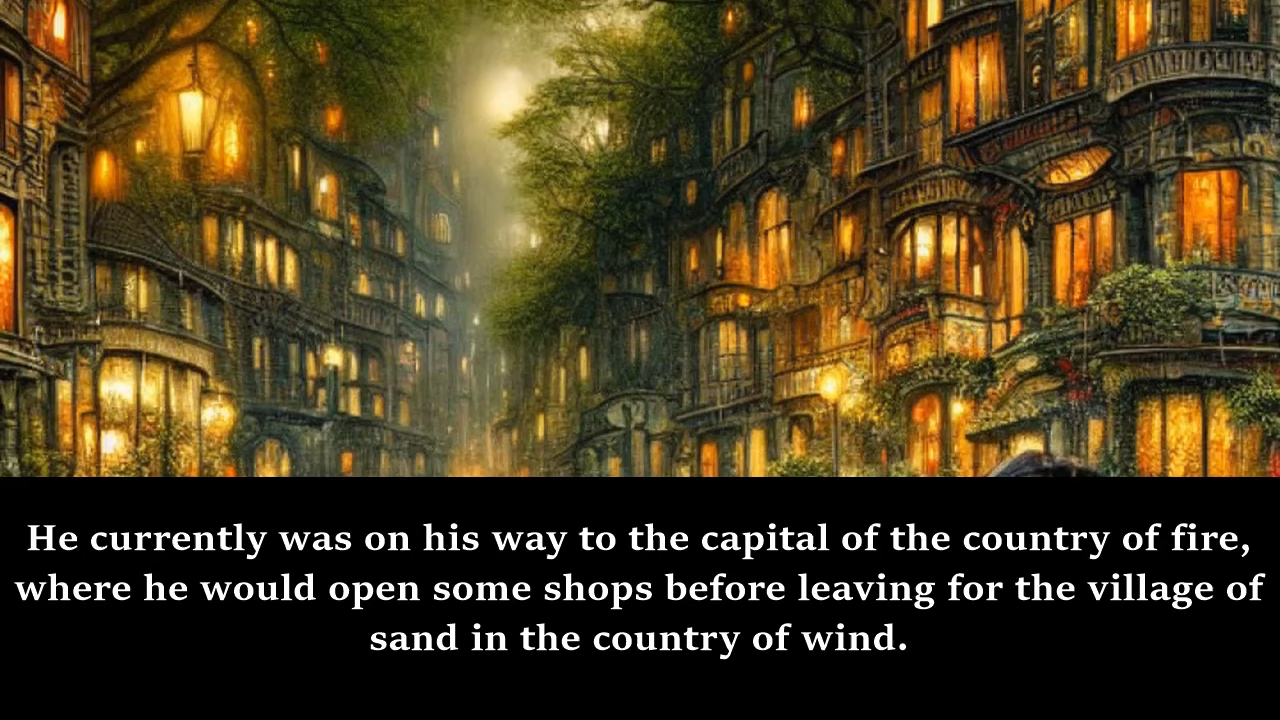 He currently was on his way to the capital of the country of fire,
where he would open some shops before leaving for the village of
sand in the country of wind.